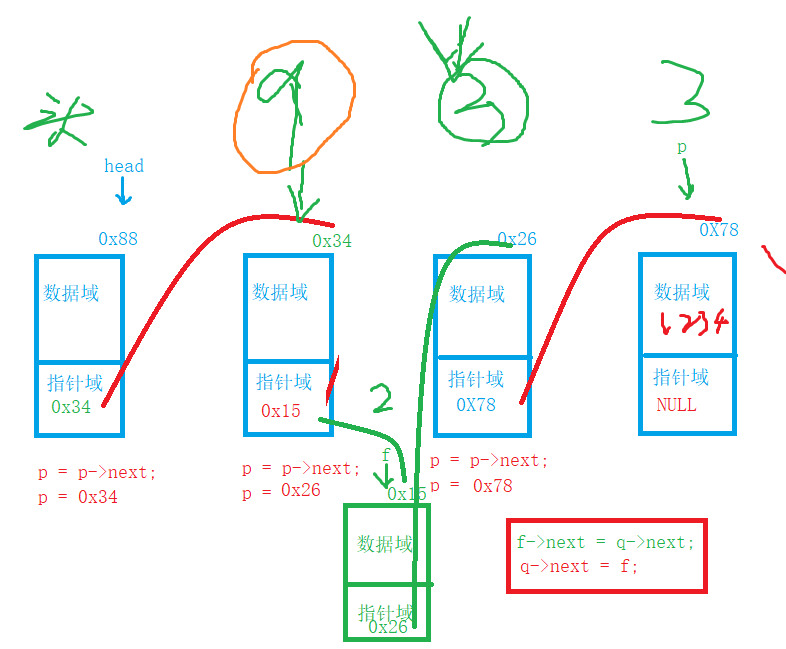 q
2
3
head
p
0x88
0x34
0x26
0X78
数据域
数据域
数据域
数据域
1234
指针域
指针域
指针域
指针域
0x34
0x15
0X78
NULL
2
p = p->next;
p = 0x34
p = p->next;
p = 0x26
f
p = p->next;
p = 0x78
0x15
数据域
指针域
0x26
f->next = q->next;
q->next = f;